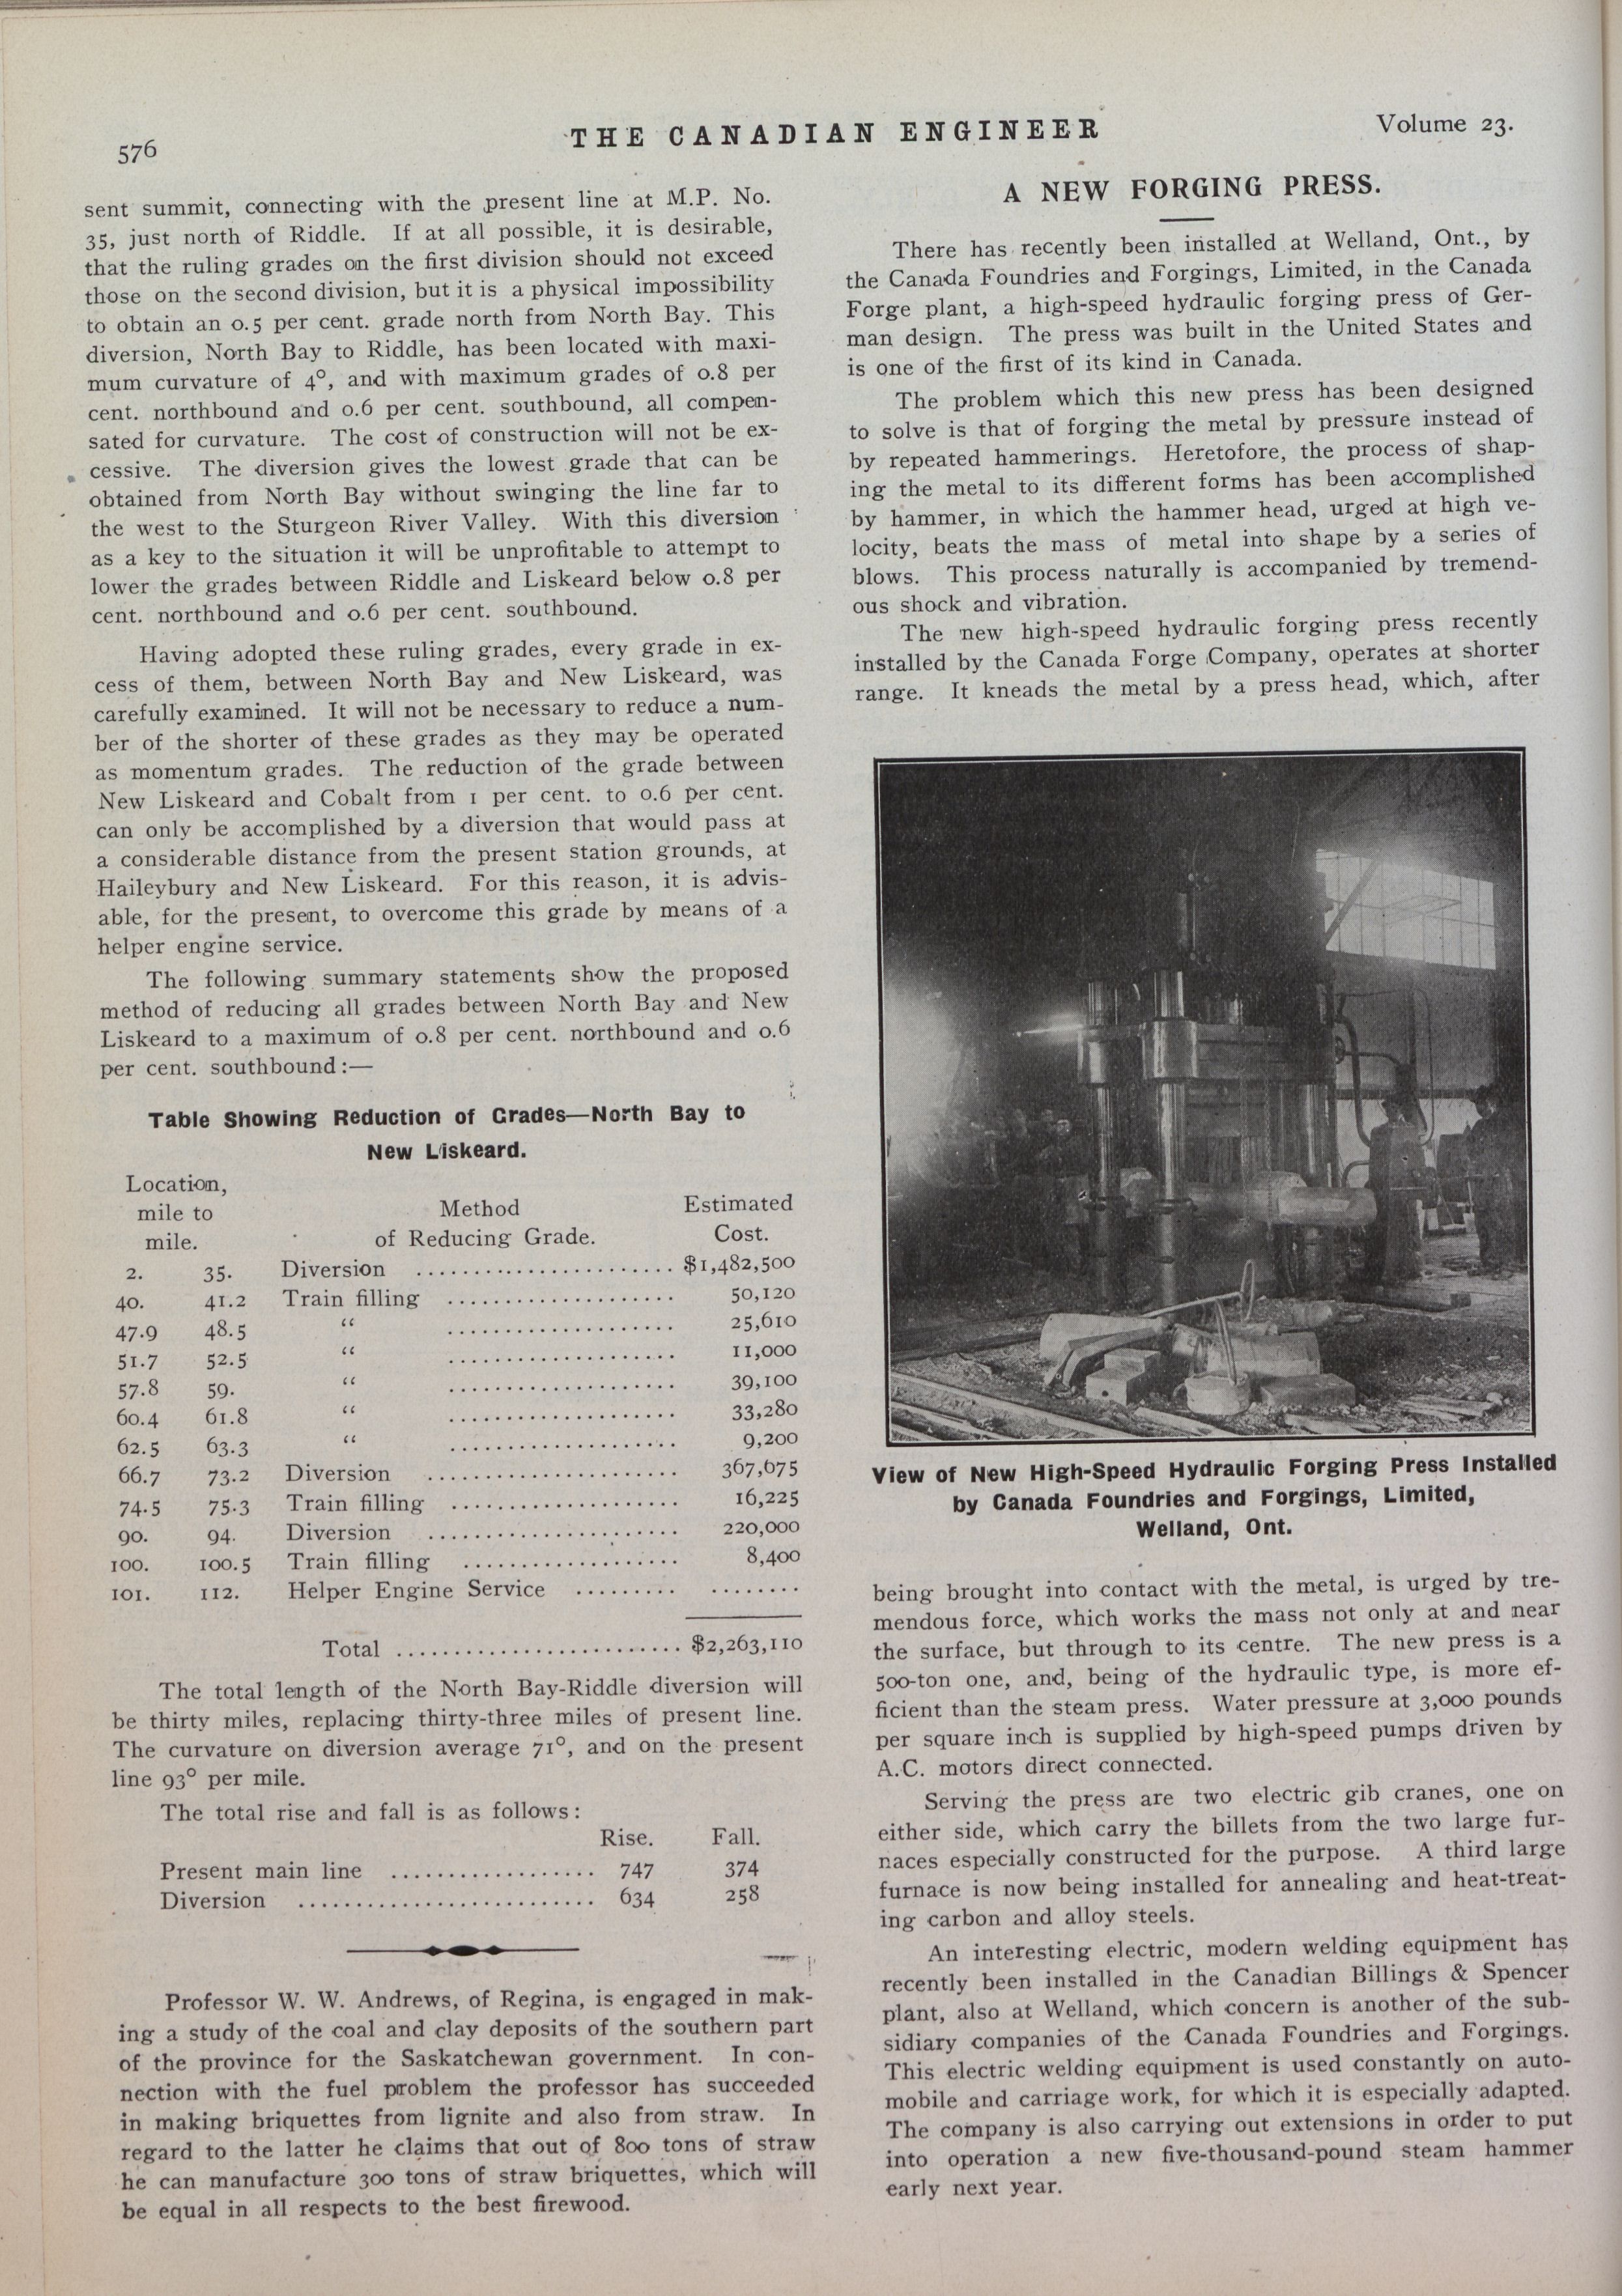 576
THE CANADIAN ENGINEER
Volume 23.
sent summit, connecting with the present line at M.P. No.
35, just north of Riddle. If at all possible, it is desirable,
that the ruling grades on the first division should not exceed
those on the second division, but it is a physical impossibility
to obtain an 0.5 per cent. grade north from North Bay. This
diversion, North Bay to Riddle, has been located with maxi-
mum curvature of 4°, and with maximum grades of 0.8 per
cent. northbound and 0.6 per cent. southbound, all compen-
sated for curvature. The cost of construction will not be ex-
cessive. The diversion gives the lowest grade that can be
obtained from North Bay without swinging the line far to
the west to the Sturgeon River Valley. With this diversion
as a key to the situation it will be unprofitable to attempt to
lower the grades between Riddle and Liskeard below 0.8 per
cent. northbound and 0.6 per cent. southbound.
Having adopted these ruling grades, every grade in ex-
cess of them, between North Bay and New Liskeard, was
carefully examined. It will not be necessary to reduce a num-
ber of the shorter of these grades as they may be operated
as momentum grades. The reduction of the grade between
New Liskeard and Cobalt from 1 per cent. to 0.6 per cent.
can only be accomplished by a diversion that would pass at
a considerable distance from the present station grounds, at
Haileybury and New Liskeard. For this reason, it is advis-
able, for the present, to overcome this grade by means of a
helper engine service.
The following summary statements show the proposed
method of reducing all grades between North Bay and New
Liskeard to a maximum of 0.8 per cent. northbound and 0.6
per cent. southbound:—
Table Showing Reduction of Grades—North Bay to
New Liskeard.
Location,
mile to Method Estimated
mile. of Reducing Grade. Cost.
2. 35. Diversion ....................... $1,482,500
40. 41.2 Train filling .................... 50,120
47.9 48.5 “ .................... 25,610
51.7 52.5 “ .................... 11,000
57.8 59. “ .................... 39,100
60.4 61.8 “ .................... 33,280
62.5 63.3 “ .................... 9,200
66.7 73.2 Diversion ...................... 367,675
74.5 75.3 Train filling .................... 16,225
90. 94. Diversion ...................... 220,000
100. 100.5 Train filling ................... 8,400
101. 112. Helper Engine Service ......... ........
Total ......................... $2,263,110
The total length of the North Bay-Riddle diversion will
be thirty miles, replacing thirty-three miles of present line.
The curvature on diversion average 71°, and on the present
line 93° per mile.
The total rise and fall is as follows:
Rise. Fall.
Present main line .................. 747 374
Diversion .......................... 634 258
Professor W. W. Andrews, of Regina, is engaged in mak-
ing a study of the coal and clay deposits of the southern part
of the province for the Saskatchewan government. In con-
nection with the fuel problem the professor has succeeded
in making briquettes from lignite and also from straw. In
regard to the latter he claims that out of 800 tons of straw
he can manufacture 300 tons of straw briquettes, which will
be equal in all respects to the best firewood.
A NEW FORGING PRESS.
There has recently been installed at Welland, Ont., by
the Canada Foundries and Forgings, Limited, in the Canada
Forge plant, a high-speed hydraulic forging press of Ger-
man design. The press was built in the United States and
is one of the first of its kind in Canada.
The problem which this new press has been designed
to solve is that of forging the metal by pressure instead of
by repeated hammerings. Heretofore, the process of shap-
ing the metal to its different forms has been accomplished
by hammer, in which the hammer head, urged at high ve-
locity, beats the mass of metal into shape by a series of
blows. This process naturally is accompanied by tremend-
ous shock and vibration.
The new high-speed hydraulic forging press recently
installed by the Canada Forge Company, operates at shorter
range. It kneads the metal by a press head, which, after
View of New High-Speed Hydraulic Forging Press Installed
by Canada Foundries and Forgings, Limited,
Welland, Ont.
being brought into contact with the metal, is urged by tre-
mendous force, which works the mass not only at and near
the surface, but through to its centre. The new press is a
500-ton one, and, being of the hydraulic type, is more ef-
ficient than the steam press. Water pressure at 3,000 pounds
per square inch is supplied by high-speed pumps driven by
A.C. motors direct connected.
Serving the press are two electric gib cranes, one on
either side, which carry the billets from the two large fur-
naces especially constructed for the purpose. A third large
furnace is now being installed for annealing and heat-treat-
ing carbon and alloy steels.
An interesting electric, modern welding equipment has
recently been installed in the Canadian Billings & Spencer
plant, also at Welland, which concern is another of the sub-
sidiary companies of the Canada Foundries and Forgings.
This electric welding equipment is used constantly on auto-
mobile and carriage work, for which it is especially adapted.
The company is also carrying out extensions in order to put
into operation a new five-thousand-pound steam hammer
early next year.